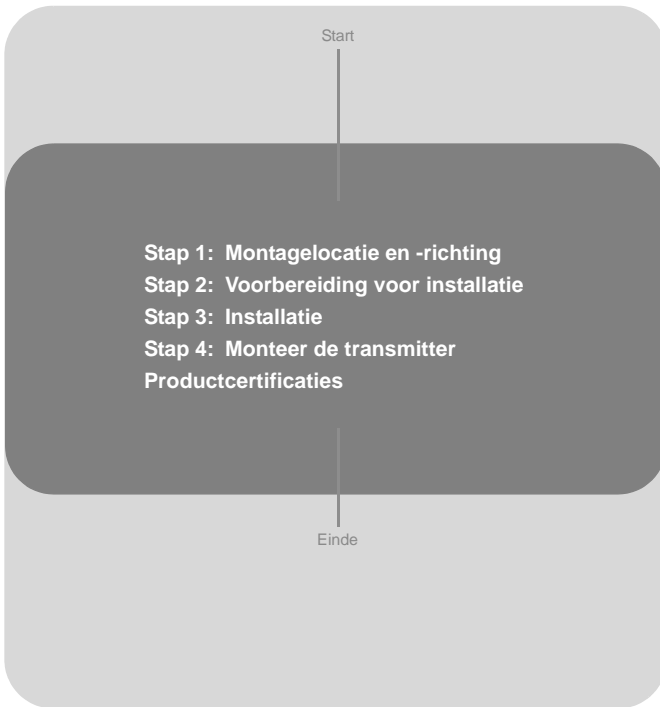 Start
Stap 1: Montagelocatie en -richting
Stap 2: Voorbereiding voor installatie
Stap 3: Installatie
Stap 4: Monteer de transmitter
Productcertificaties
Einde